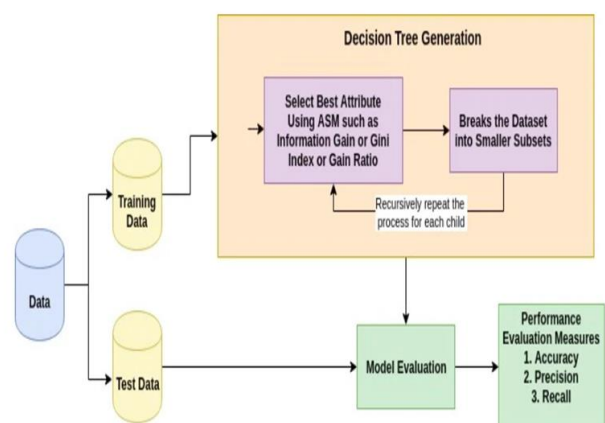 Decision Tree Generation
Select Best Attribute
Using ASM such as
Information Gain or Gini
Index or Gain Ratio
Breaks the Dataset
into Smaller Subsets
Recursively repeat the
process for each child
Training
Data
Data
Test Data
Model Evaluation
Performance
Evaluation Measures
1. Accuracy
2. Precision
3. Recall